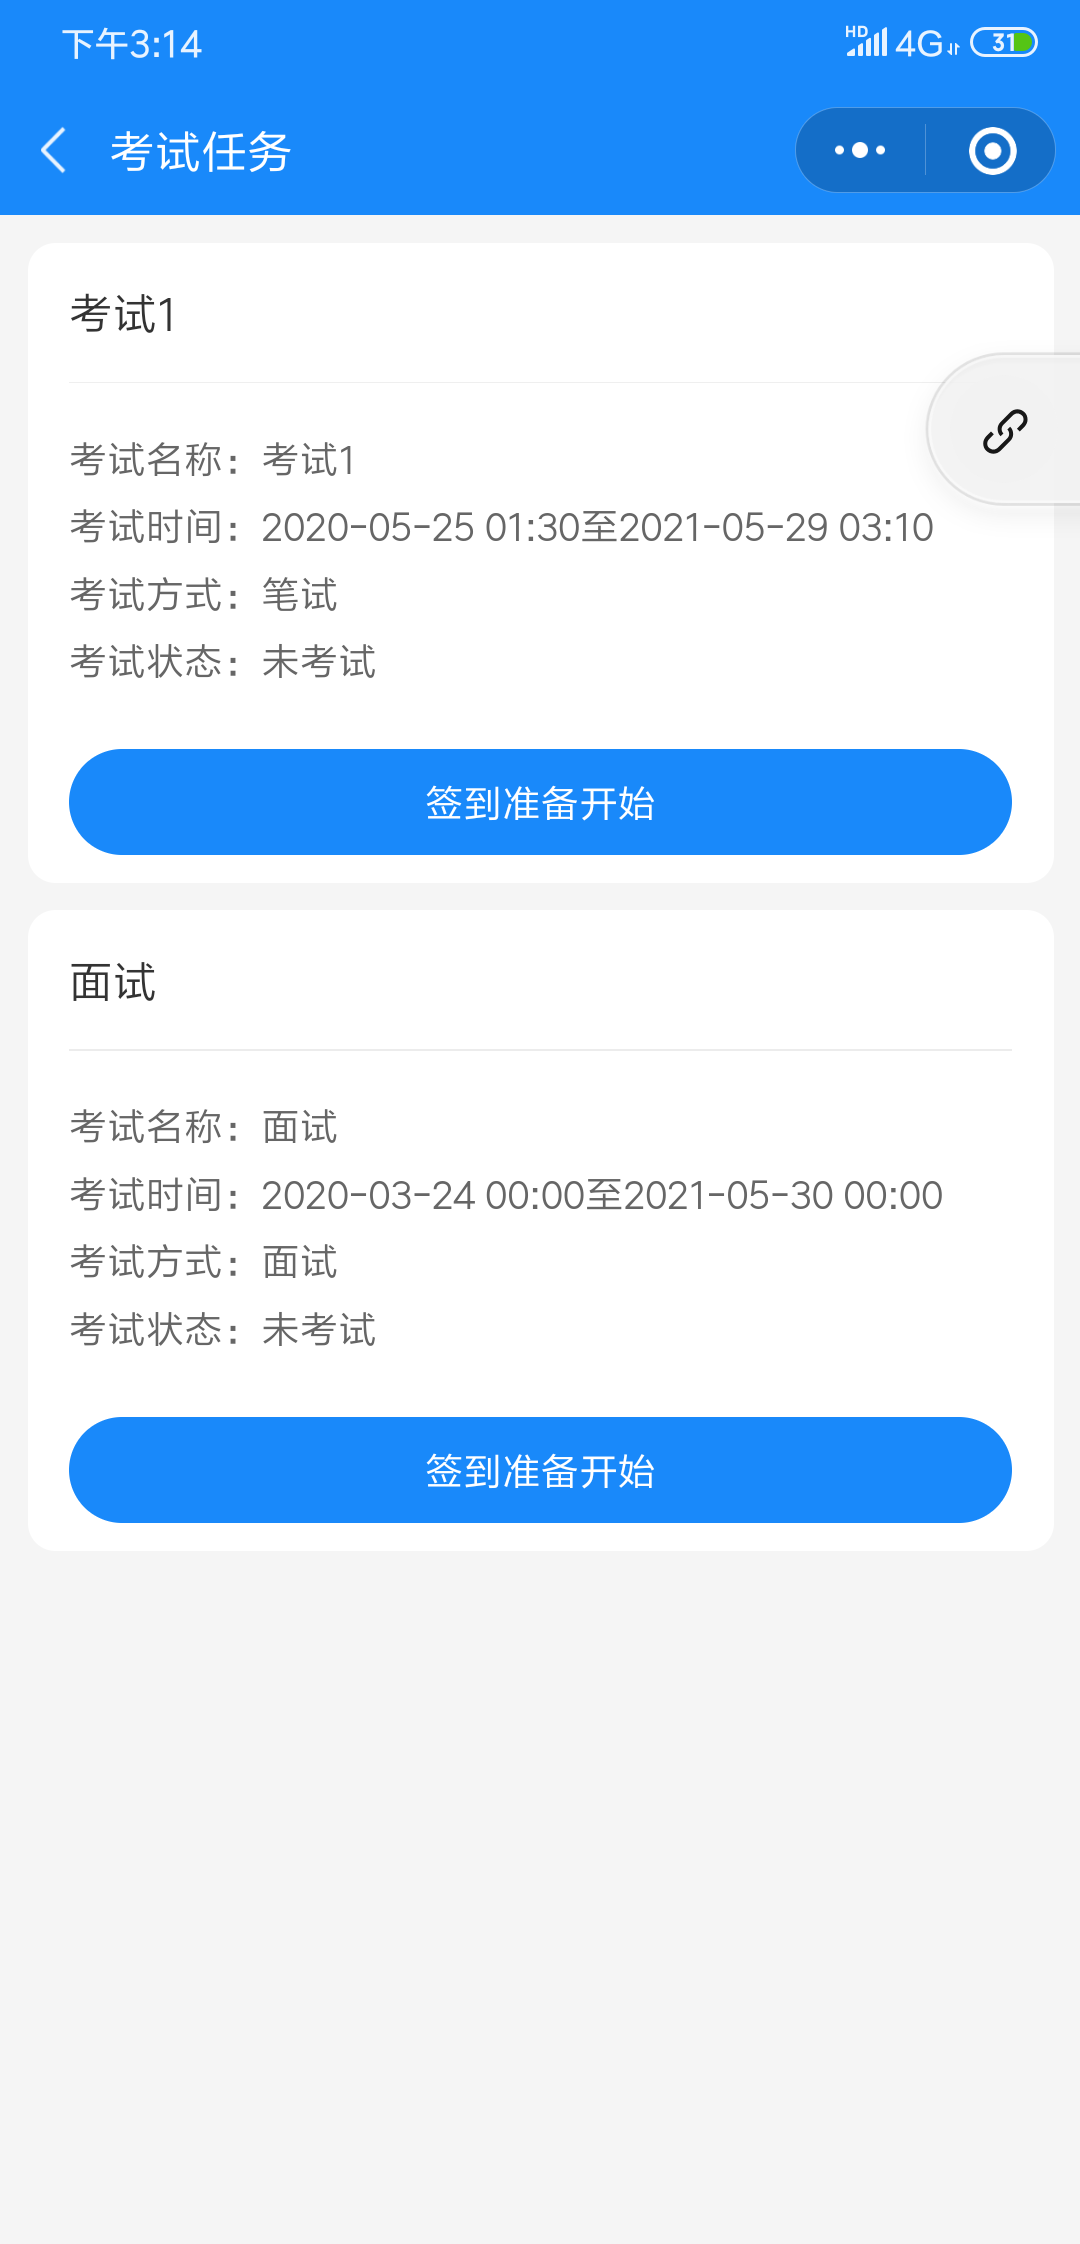 下午3:14
HD 4G 31
考试任务
考试1
考试名称：考试1
考试时间：2020-05-25 01:30至2021-05-29 03:10
考试方式：笔试
考试状态：未考试
签到准备开始
面试
考试名称：面试
考试时间：2020-03-24 00:00至2021-05-30 00:00
考试方式：面试
考试状态：未考试
签到准备开始